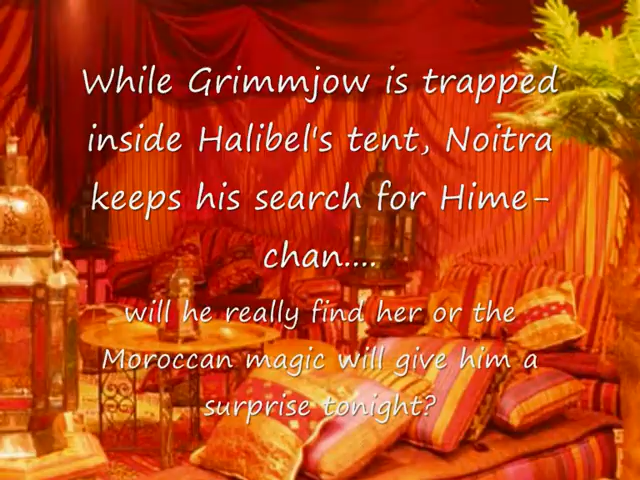 While Grimmjow is trapped
inside Halibel's tent, Noitra
keeps his search for Hime-
chan....
will he really find her or the
Moroccan magic will give him a
surprise tonight?